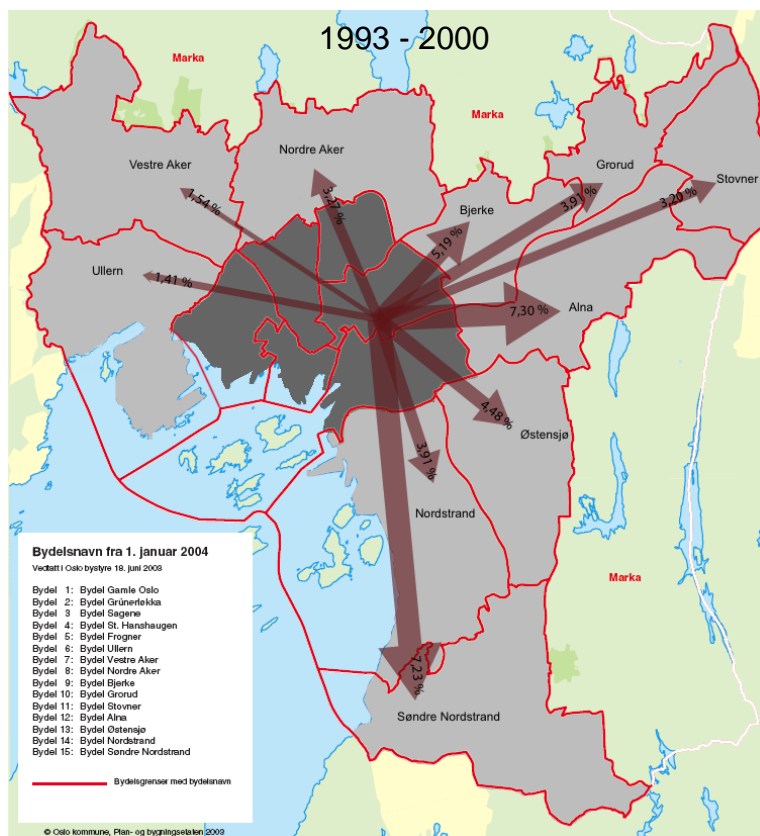 1993 - 2000
Marka
Marka
Nordre Aker
Vestre Aker
Grorud
Stovner
3,27 %
1,54 %
3,91 %
3,20 %
Bjerke
5,19 %
Ullern
1,41 %
7,30 %
Alna
4,48 %
Østensjø
3,91 %
Nordstrand
Marka
7,23 %
Søndre Nordstrand
Bydelsnavn fra 1. januar 2004
Vedtatt i Oslo bystyre 18. juni 2003
Bydel 1: Bydel Gamle Oslo
Bydel 2: Bydel Grünerløkka
Bydel 3: Bydel Sagene
Bydel 4: Bydel St. Hanshaugen
Bydel 5: Bydel Frogner
Bydel 6: Bydel Ullern
Bydel 7: Bydel Vestre Aker
Bydel 8: Bydel Nordre Aker
Bydel 9: Bydel Bjerke
Bydel 10: Bydel Grorud
Bydel 11: Bydel Stovner
Bydel 12: Bydel Alna
Bydel 13: Bydel Østensjø
Bydel 14: Bydel Nordstrand
Bydel 15: Bydel Søndre Nordstrand
Bydelsgrenser med bydelsnavn
© Oslo kommune, Plan- og bygningsetaten 2003